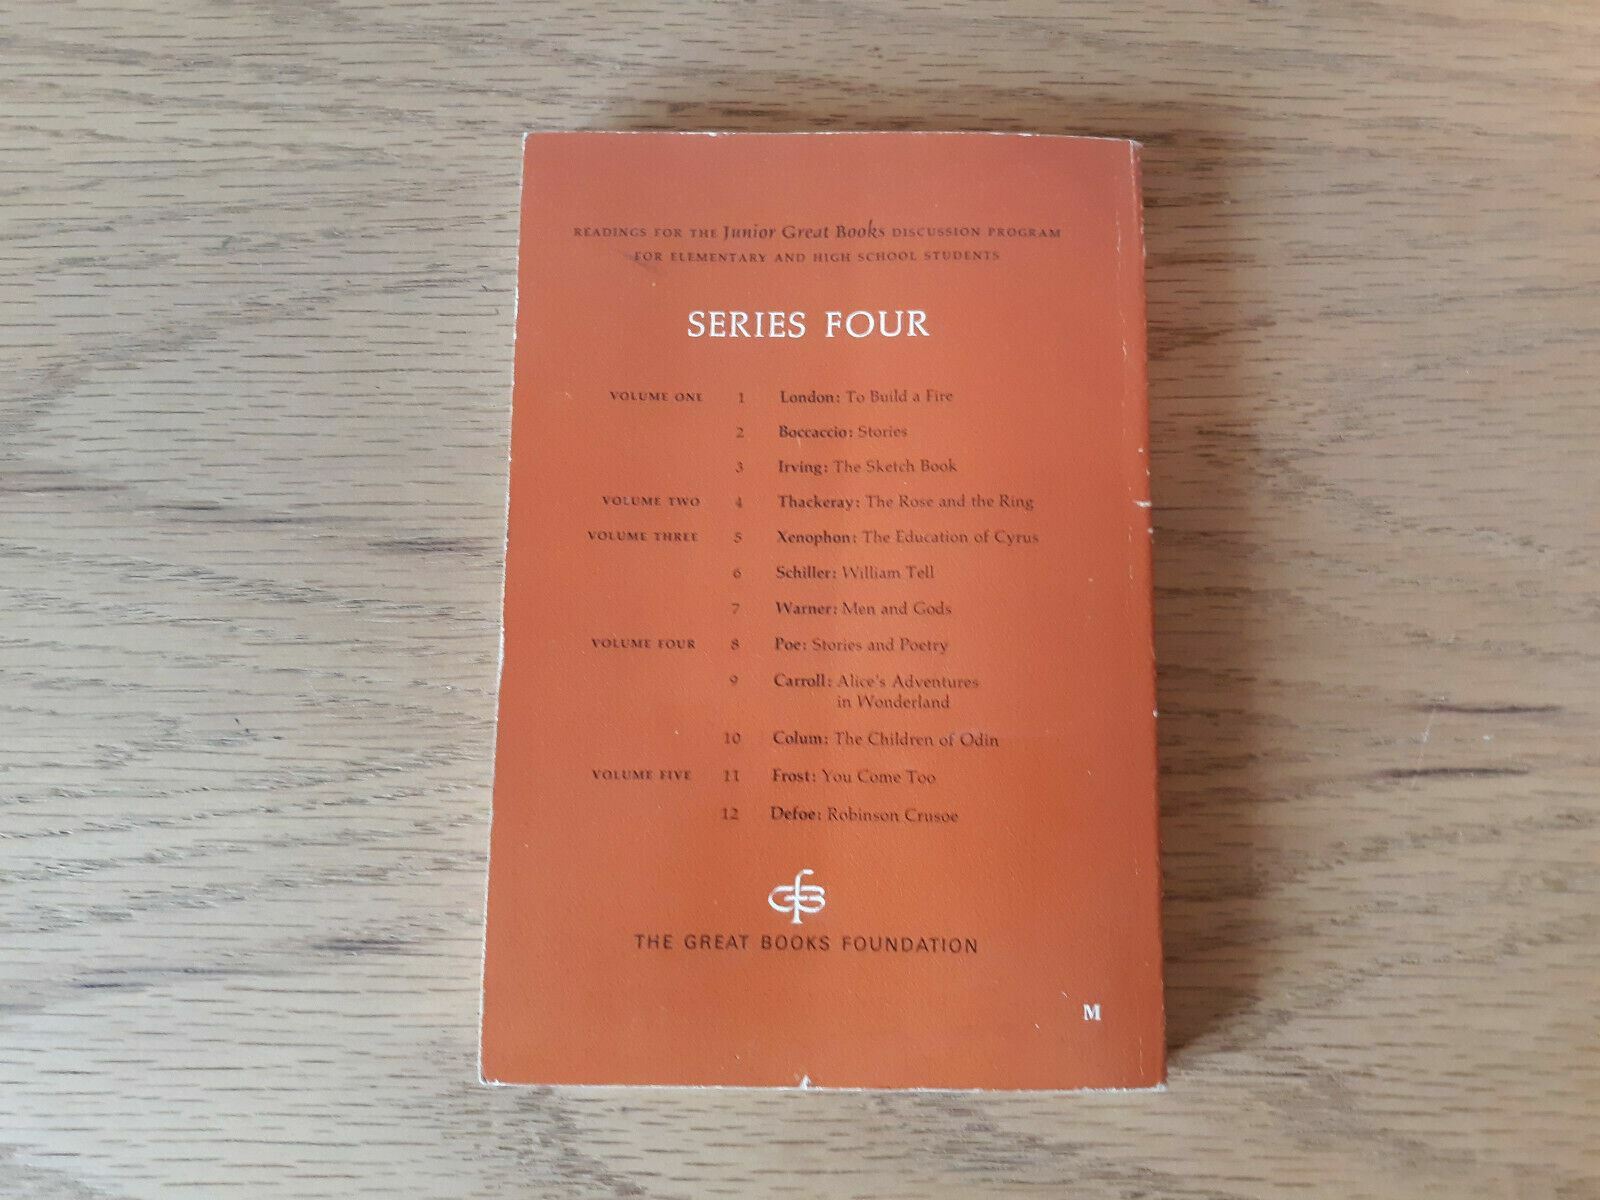 READINGS FOR THE Junior Great Books DISCUSSION PROGRAM
FOR ELEMENTARY AND HIGH SCHOOL STUDENTS
SERIES FOUR
VOLUME ONE 1 London: To Build a Fire
2 Boccaccio: Stories
3 Irving: The Sketch Book
VOLUME TWO 4 Thackeray: The Rose and the Ring
VOLUME THREE 5 Xenophon: The Education of Cyrus
6 Schiller: William Tell
7 Warner: Men and Gods
VOLUME FOUR 8 Poe: Stories and Poetry
9 Carroll: Alice's Adventures
in Wonderland
10 Colum: The Children of Odin
VOLUME FIVE 11 Frost: You Come Too
12 Defoe: Robinson Crusoe
GfB
THE GREAT BOOKS FOUNDATION
M